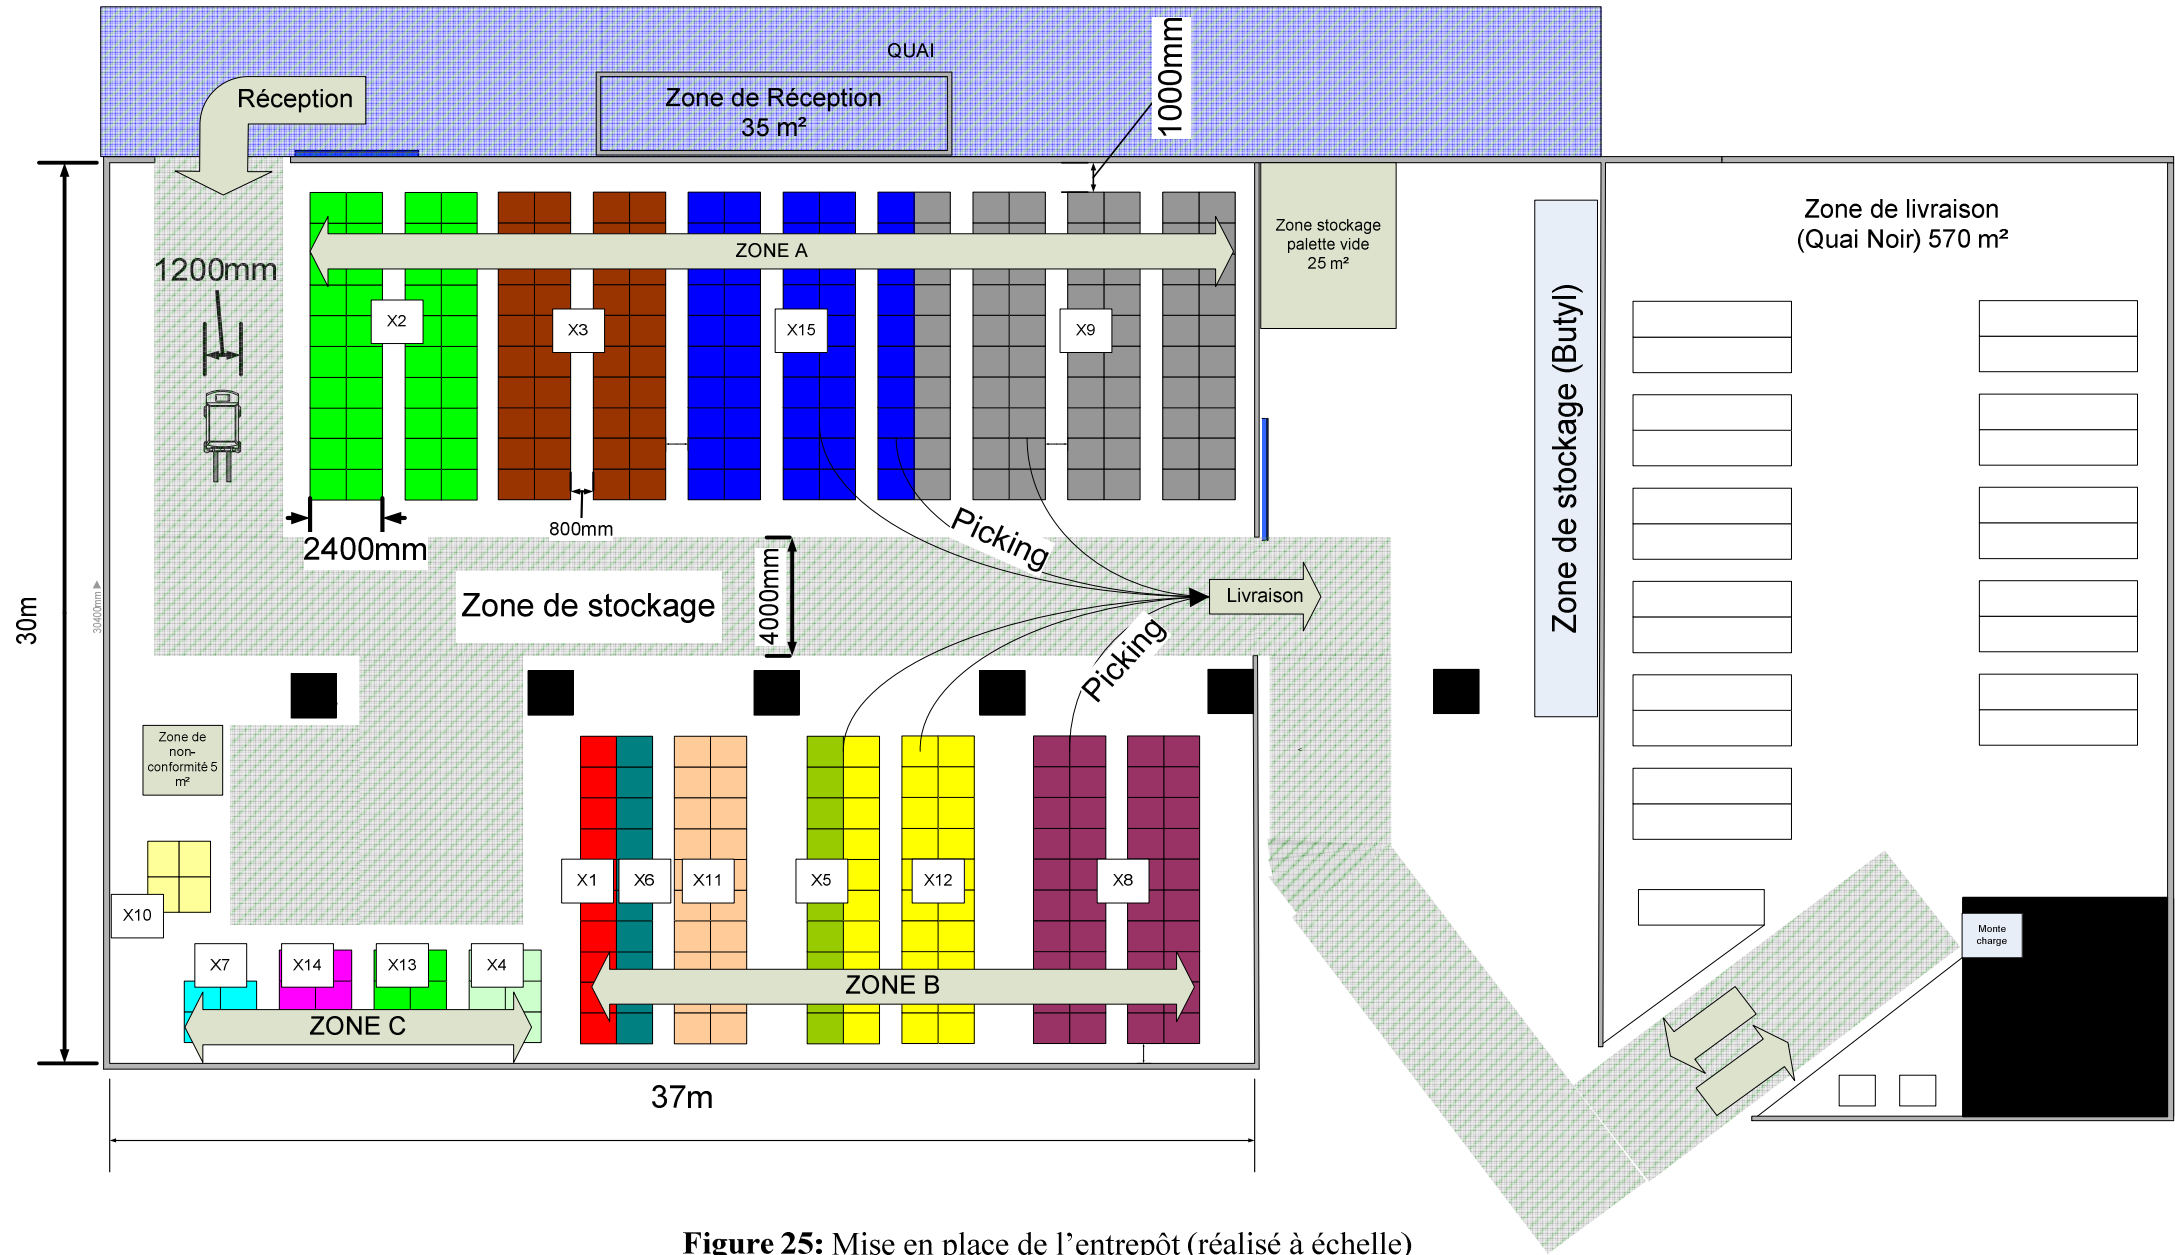 QUAI
1000mm
Réception
Zone de Réception
35 m²
Zone de livraison
(Quai Noir) 570 m²
Zone stockage
palette vide
25 m²
ZONE A
1200mm
X2
X3
X15
X9
Zone de stockage (Butyl)
800mm
2400mm
Picking
4000mm
Zone de stockage
Livraison
30m
30400mm
Picking
Zone de
non-
conformité 5
m²
X1
X6
X11
X5
X12
X8
X10
Monte
charge
X7
X14
X13
X4
ZONE B
ZONE C
37m
Figure 25: Mise en place de l’entrepôt (réalisé à échelle)